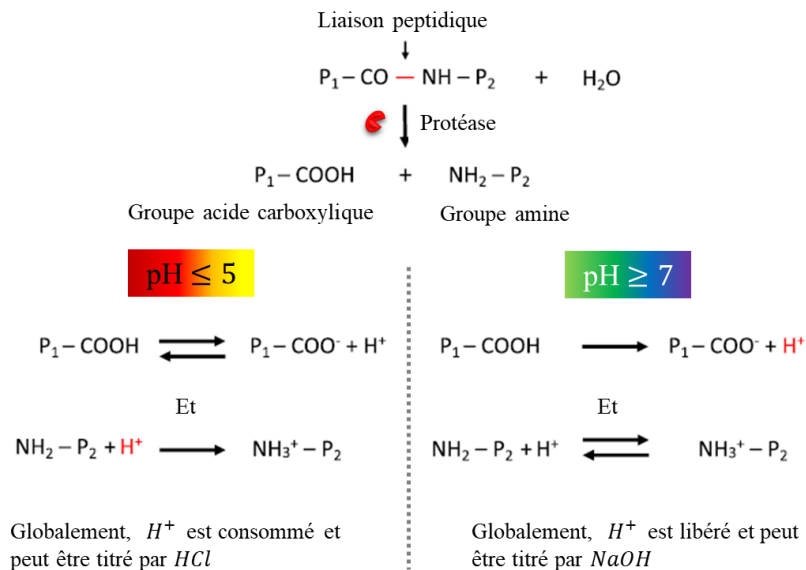 Liaison peptidique
P₁ – CO — NH – P₂ + H₂O
Protéase
P₁ – COOH + NH₂ – P₂
Groupe acide carboxylique Groupe amine
pH ≤ 5
P₁ – COOH ⇌ P₁ – COO⁻ + H⁺
Et
NH₂ – P₂ + H⁺ → NH₃⁺ – P₂
Globalement, H⁺ est consommé et
peut être titré par HCl
pH ≥ 7
P₁ – COOH → P₁ – COO⁻ + H⁺
Et
NH₂ – P₂ + H⁺ ⇌ NH₃⁺ – P₂
Globalement, H⁺ est libéré et peut
être titré par NaOH